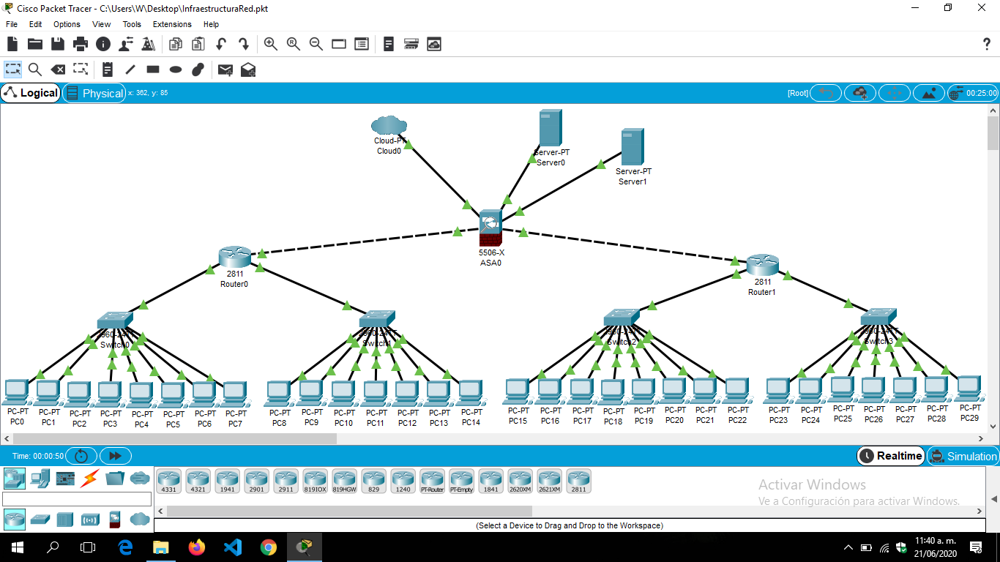 Cisco Packet Tracer - C:\Users\W\Desktop\InfraestructuraRed.pkt
File Edit Options View Tools Extensions Help
Logical Physical x: 362, y: 85 [Root] 00:25:00
Cloud-PT
Cloud0
Server-PT
Server0
Server-PT
Server1
5506-X
ASA0
2811
Router0
2811
Router1
Switch0
Switch1
Switch2
Switch3
PC-PT PC-PT PC-PT PC-PT PC-PT PC-PT PC-PT PC-PT PC-PT PC-PT PC-PT PC-PT PC-PT PC-PT PC-PT PC-PT PC-PT PC-PT PC-PT PC-PT PC-PT PC-PT PC-PT PC-PT PC-PT PC-PT PC-PT PC-PT PC-PT PC-PT
PC0 PC1 PC2 PC3 PC4 PC5 PC6 PC7 PC8 PC9 PC10 PC11 PC12 PC13 PC14 PC15 PC16 PC17 PC18 PC19 PC20 PC21 PC22 PC23 PC24 PC25 PC26 PC27 PC28 PC29
Time: 00:00:50 Realtime Simulation
4331 4321 1941 2901 2911 819IOX 819HGW 829 1240 PT-Router PT-Empty 1841 2620XM 2621XM 2811
Activar Windows
Ve a Configuración para activar Windows.
(Select a Device to Drag and Drop to the Workspace)
11:40 a. m.
21/06/2020